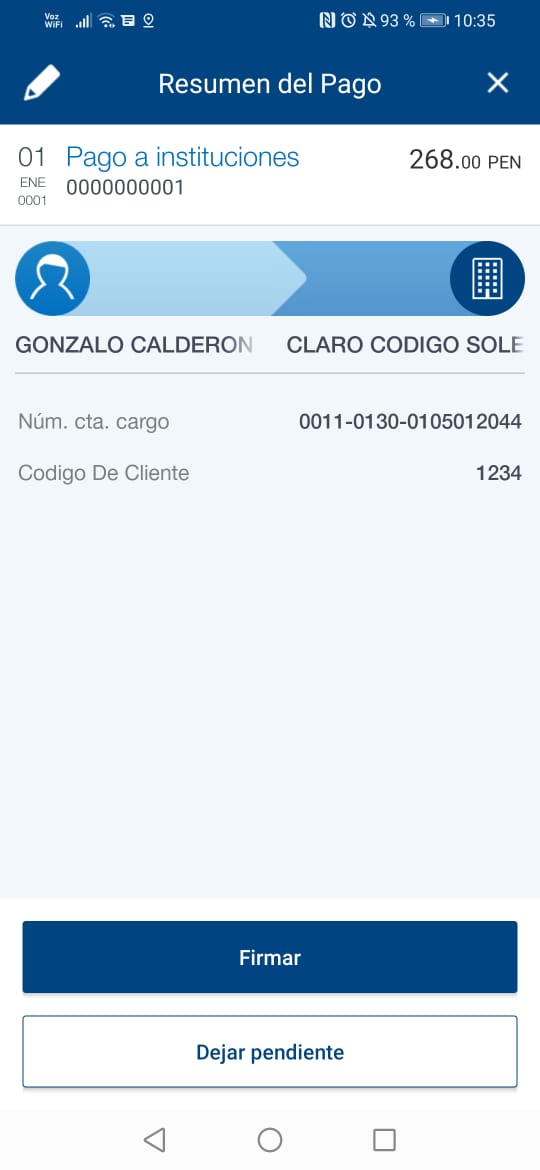 Voz WiFi 93 % 10:35
Resumen del Pago
01 Pago a instituciones 268.00 PEN
ENE 0000000001
0001
GONZALO CALDERON CLARO CODIGO SOLE
Núm. cta. cargo 0011-0130-0105012044
Codigo De Cliente 1234
Firmar
Dejar pendiente